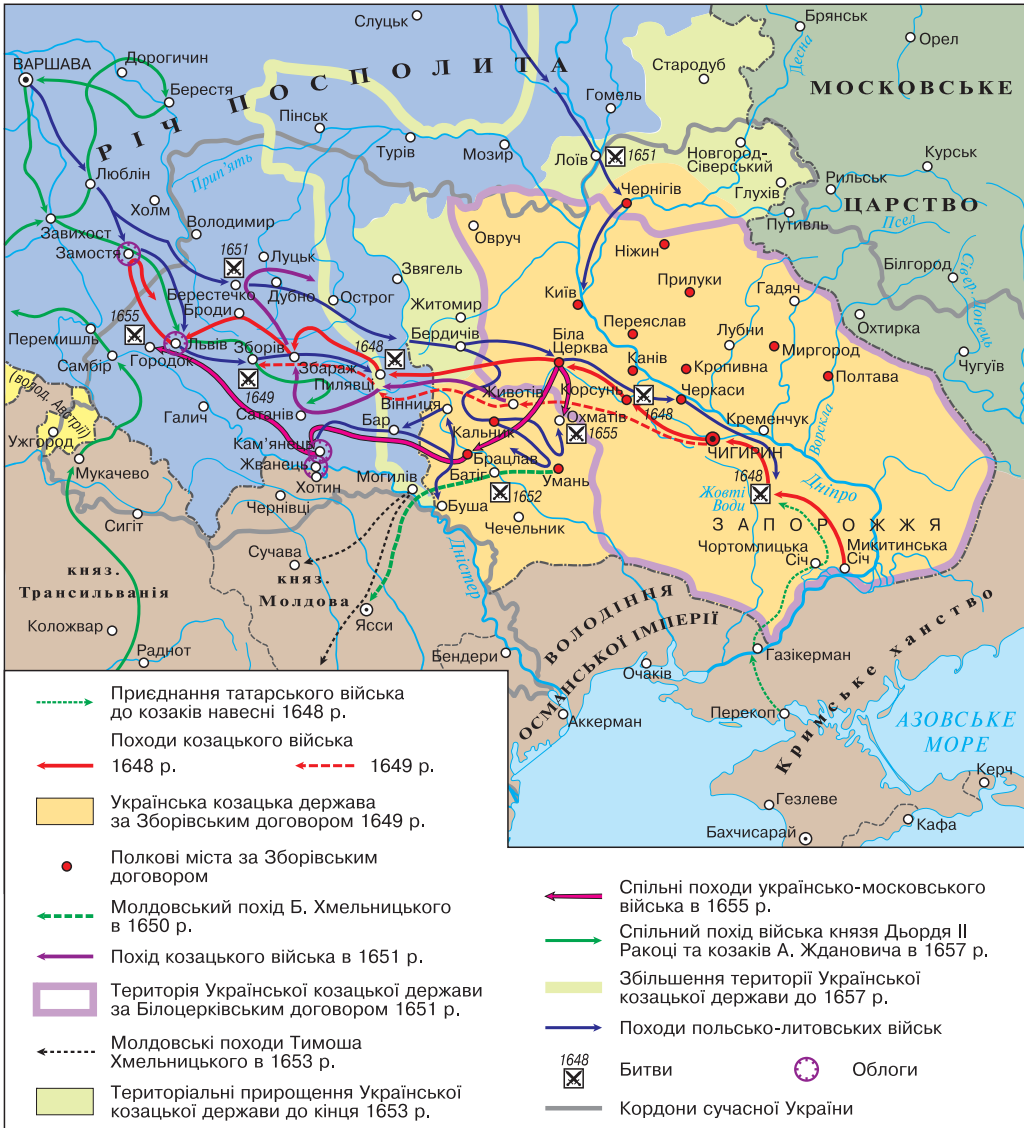 Слуцьк
Брянськ
Орел
Десна
ВАРШАВА
Дорогичин
Берестя
РІЧ ПОСПОЛИТА
Стародуб
МОСКОВСЬКЕ
ЦАРСТВО
Гомель
Пінськ
Турів
Мозир
Прип'ять
Лоїв
1651
Новгород-
Сіверський
Глухів
Курськ
Рильськ
Путивль
Псел
Люблін
Холм
Володимир
Чернігів
Завихост
Замостя
1651
Луцьк
Овруч
Ніжин
Білгород
Сівер. Донець
Звягель
Прилуки
Гадяч
Берестечко
Дубно
Острог
Броди
Житомир
Київ
Охтирка
1655
Перемишль
Бердичів
Переяслав
Лубни
Миргород
Чугуїв
Самбір
Городок
Львів
Зборів
Збараж
1648
Пилявці
Біла
Церква
Канів
Кропивна
Полтава
1649
Корсунь
1648
Черкаси
(волод. Австрії)
Галич
Сатанів
Вінниця
Животів
Кременчук
Ворскла
Ужгород
Бар
Охматів
1655
Кам'янець
Кальник
ЧИГИРИН
Мукачево
Жванець
Брацлав
1648
Хотин
Могилів
Батіг
Умань
Жовті
Води
Дніпро
Сигіт
Чернівці
Буша
1652
Чечельник
ЗАПОРОЖЖЯ
Сучава
Дністер
Чортомлицька
Січ
Микитинська
Січ
княз.
Трансильванія
княз.
Молдова
Ясси
Коложвар
Раднот
Бендери
ВОЛОДІННЯ
ОСМАНСЬКОЇ ІМПЕРІЇ
Газікерман
Очаків
Аккерман
Перекоп
Кримське ханство
АЗОВСЬКЕ
МОРЕ
Керч
Гезлеве
Бахчисарай
Кафа
Приєднання татарського війська
до козаків навесні 1648 р.
Походи козацького війська
1648 р.
1649 р.
Українська козацька держава
за Зборівським договором 1649 р.
Полкові міста за Зборівським
договором
Молдовський похід Б. Хмельницького
в 1650 р.
Похід козацького війська в 1651 р.
Територія Української козацької держави
за Білоцерківським договором 1651 р.
Молдовські походи Тимоша
Хмельницького в 1653 р.
Територіальні прирощення Української
козацької держави до кінця 1653 р.
Спільні походи українсько-московського
війська в 1655 р.
Спільний похід війська князя Дьордя II
Ракоці та козаків А. Ждановича в 1657 р.
Збільшення території Української
козацької держави до 1657 р.
Походи польсько-литовських військ
1648
Битви
Облоги
Кордони сучасної України